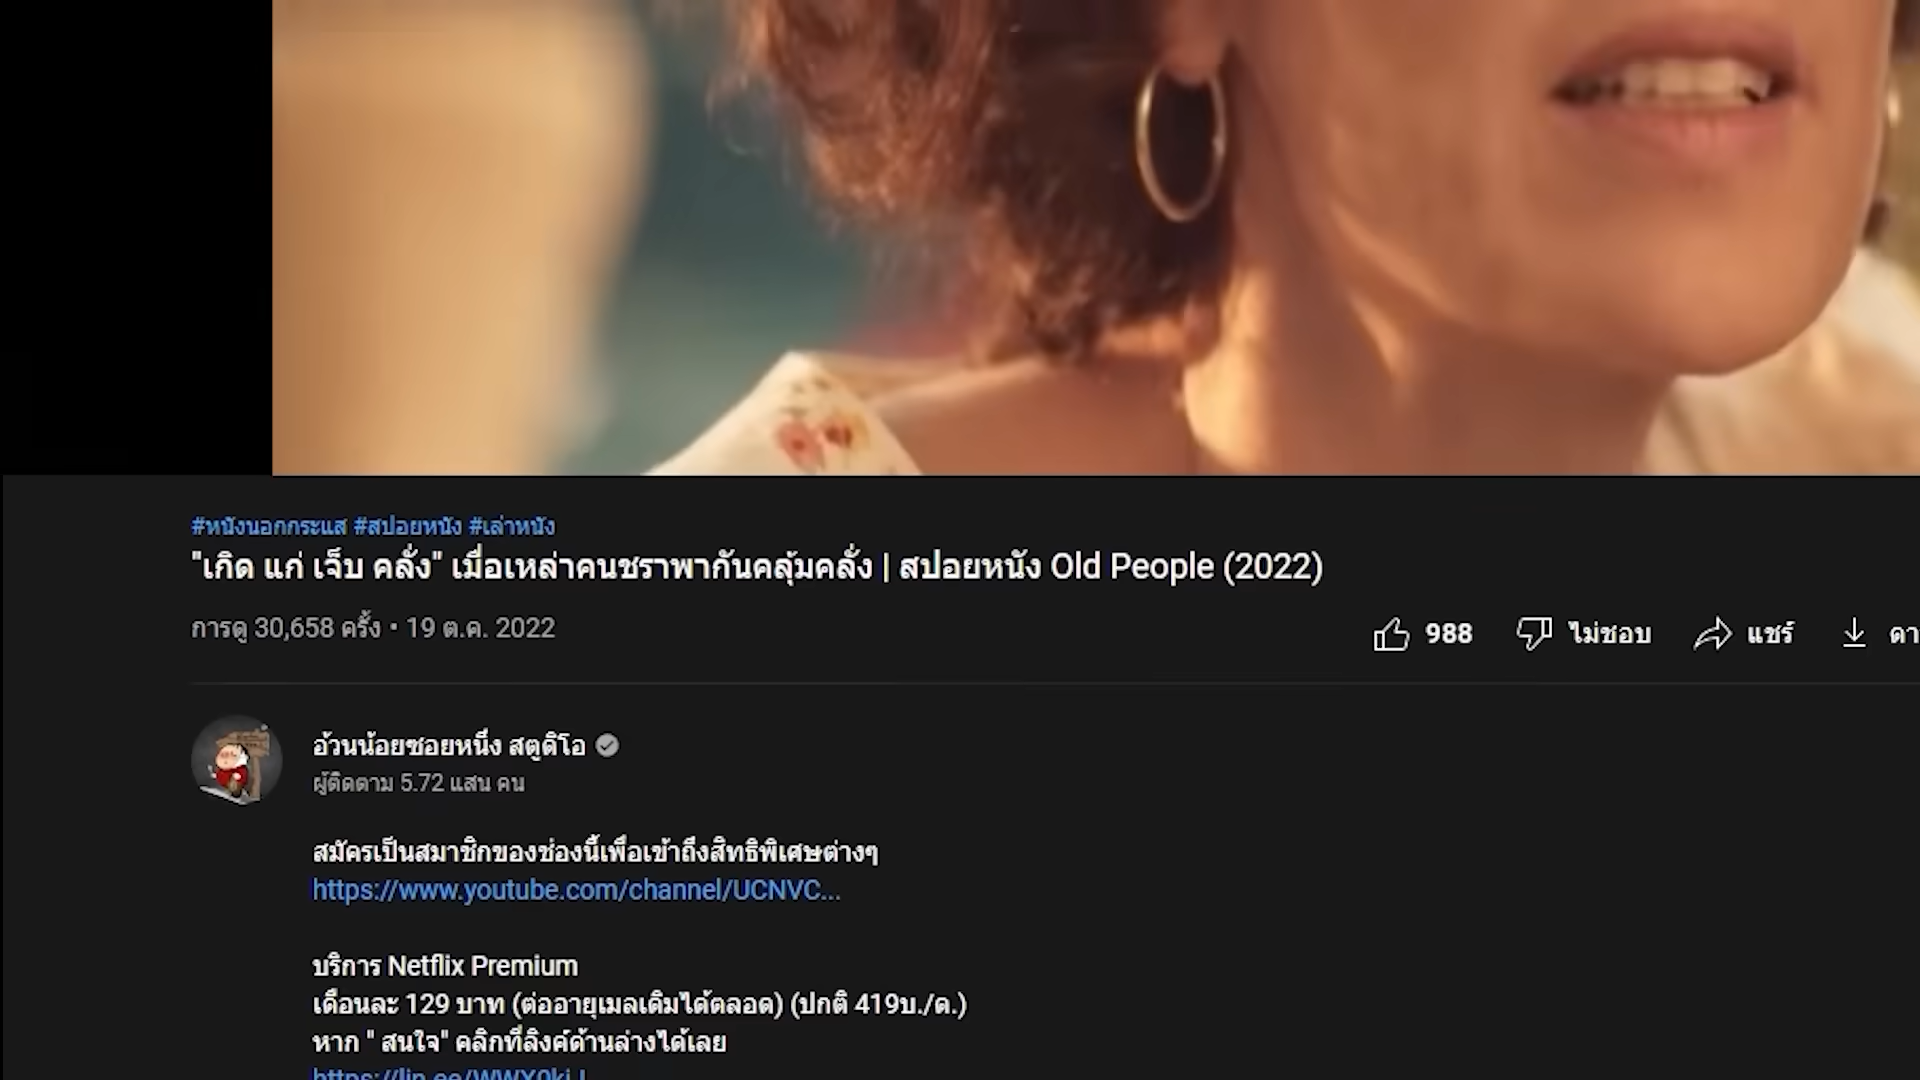 #หนังนอกกระแส #สปอยหนัง #เล่าหนัง
"เกิด แก่ เจ็บ คลั่ง" เมื่อเหล่าคนชราพากันคลุ้มคลั่ง | สปอยหนัง Old People (2022)
การดู 30,658 ครั้ง • 19 ต.ค. 2022
988 ไม่ชอบ แชร์
อ้วนน้อยซอยหนึ่ง สตูดิโอ
ผู้ติดตาม 5.72 แสน คน
สมัครเป็นสมาชิกของช่องนี้เพื่อเข้าถึงสิทธิพิเศษต่างๆ
https://www.youtube.com/channel/UCNVC...
บริการ Netflix Premium
เดือนละ 129 บาท (ต่ออายุเมลเดิมได้ตลอด) (ปกติ 419บ./ด.)
หาก " สนใจ" คลิกที่ลิงค์ด้านล่างได้เลย